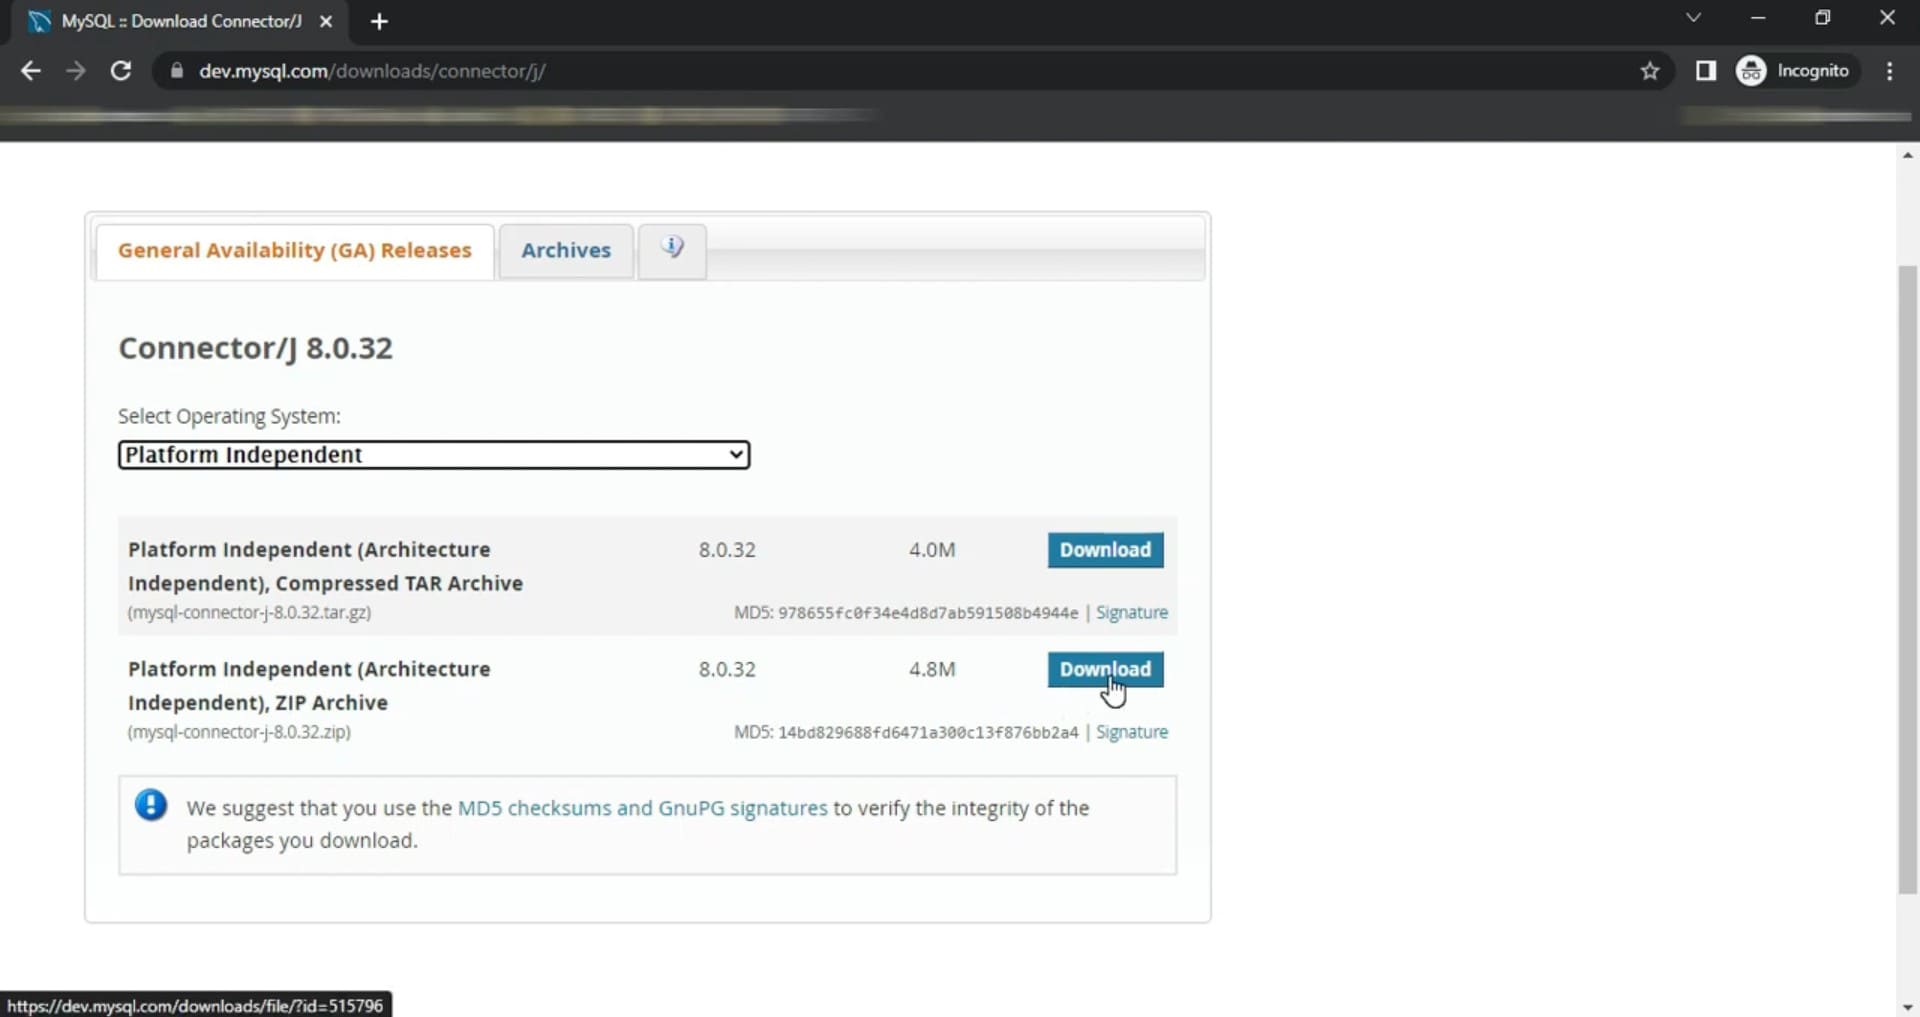 MySQL :: Download Connector/J
dev.mysql.com/downloads/connector/j/
Incognito
General Availability (GA) Releases
Archives
Connector/J 8.0.32
Select Operating System:
Platform Independent
Platform Independent (Architecture
Independent), Compressed TAR Archive
8.0.32
4.0M
Download
(mysql-connector-j-8.0.32.tar.gz)
MD5: 978655fc0f34e4d8d7ab591508b4944e | Signature
Platform Independent (Architecture
Independent), ZIP Archive
8.0.32
4.8M
Download
(mysql-connector-j-8.0.32.zip)
MD5: 14bd829688fd6471a300c13f876bb2a4 | Signature
We suggest that you use the MD5 checksums and GnuPG signatures to verify the integrity of the
packages you download.
https://dev.mysql.com/downloads/file/?id=515796